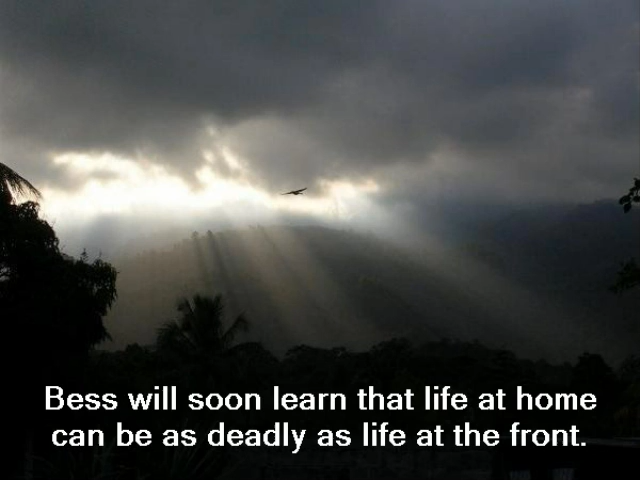 Bess will soon learn that life at home
can be as deadly as life at the front.